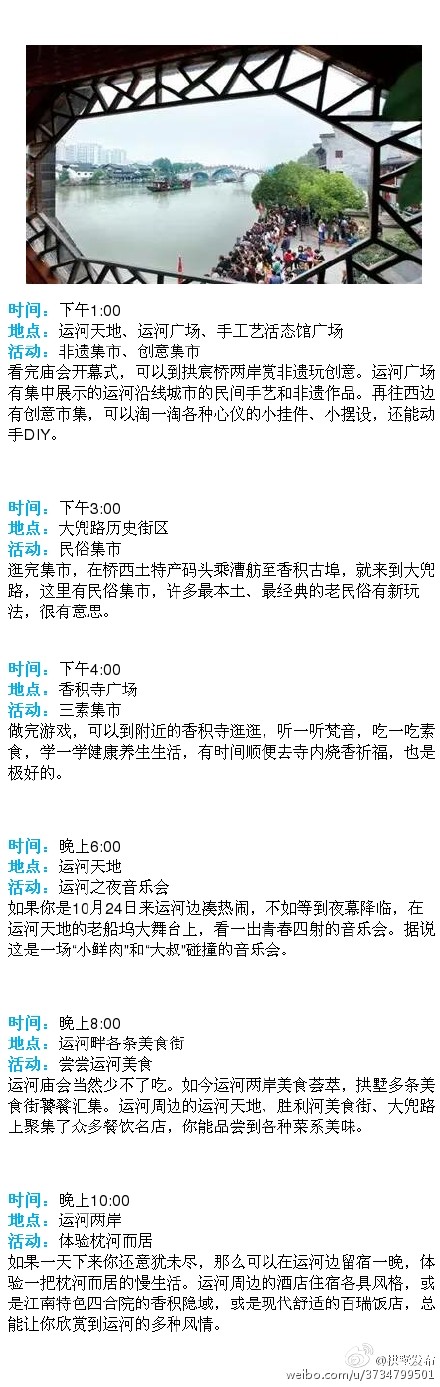 时间：下午1:00
地点：运河天地、运河广场、手工艺活态馆广场
活动：非遗集市、创意集市
看完庙会开幕式，可以到拱宸桥两岸赏非遗玩创意。运河广场
有集中展示的运河沿线城市的民间手艺和非遗作品。再往西边
有创意市集，可以淘一淘各种心仪的小挂件、小摆设，还能动
手DIY。
时间：下午3:00
地点：大兜路历史街区
活动：民俗集市
逛完集市，在桥西土特产码头乘漕舫至香积古埠，就来到大兜
路，这里有民俗集市，许多最本土、最经典的老民俗有新玩
法，很有意思。
时间：下午4:00
地点：香积寺广场
活动：三素集市
做完游戏，可以到附近的香积寺逛逛，听一听梵音，吃一吃素
食，学一学健康养生生活，有时间顺便去寺内烧香祈福，也是
极好的。
时间：晚上6:00
地点：运河天地
活动：运河之夜音乐会
如果你是10月24日来运河边凑热闹，不如等到夜幕降临，在
运河天地的老船坞大舞台上，看一出青春四射的音乐会。据说
这是一场“小鲜肉”和“大叔”碰撞的音乐会。
时间：晚上8:00
地点：运河畔各条美食街
活动：尝尝运河美食
运河庙会当然少不了吃。如今运河两岸美食荟萃，拱墅多条美
食街饕餮汇集。运河周边的运河天地、胜利河美食街、大兜路
上聚集了众多餐饮名店，你能品尝到各种菜系美味。
时间：晚上10:00
地点：运河两岸
活动：体验枕河而居
如果一天下来你还意犹未尽，那么可以在运河边留宿一晚，体
验一把枕河而居的慢生活。运河周边的酒店住宿各具风格，或
是江南特色四合院的香积隐域，或是现代舒适的百瑞饭店，总
能让你欣赏到运河的多种风情。
@拱墅发布
weibo.com/u/3734799501